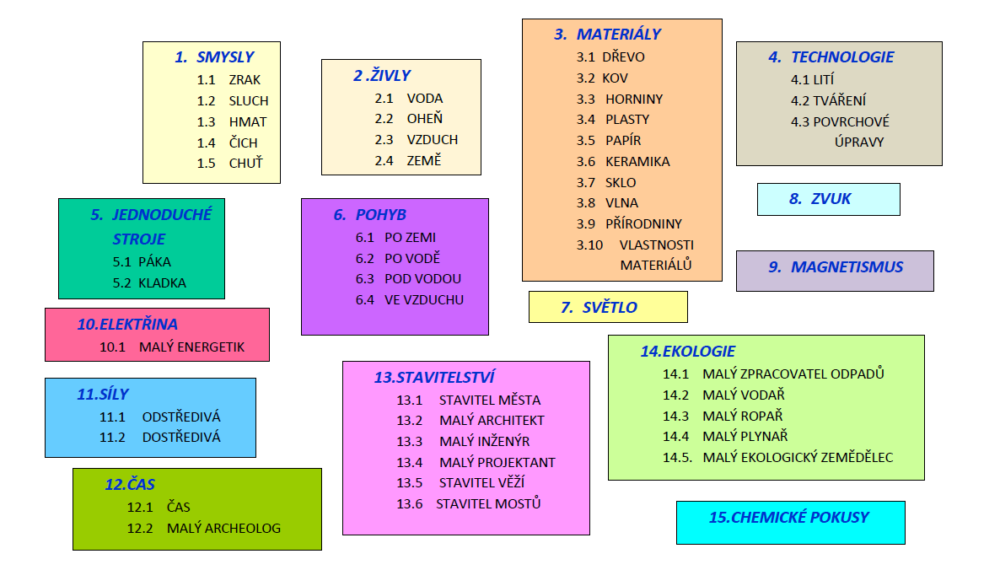 1. SMYSLY
1.1 ZRAK
1.2 SLUCH
1.3 HMAT
1.4 ČICH
1.5 CHUŤ
2 .ŽIVLY
2.1 VODA
2.2 OHEŇ
2.3 VZDUCH
2.4 ZEMĚ
3. MATERIÁLY
3.1 DŘEVO
3.2 KOV
3.3 HORNINY
3.4 PLASTY
3.5 PAPÍR
3.6 KERAMIKA
3.7 SKLO
3.8 VLNA
3.9 PŘÍRODNINY
3.10 VLASTNOSTI
MATERIÁLŮ
4. TECHNOLOGIE
4.1 LITÍ
4.2 TVÁŘENÍ
4.3 POVRCHOVÉ
ÚPRAVY
5. JEDNODUCHÉ
STROJE
5.1 PÁKA
5.2 KLADKA
6. POHYB
6.1 PO ZEMI
6.2 PO VODĚ
6.3 POD VODOU
6.4 VE VZDUCHU
7. SVĚTLO
8. ZVUK
9. MAGNETISMUS
10.ELEKTŘINA
10.1 MALÝ ENERGETIK
11.SÍLY
11.1 ODSTŘEDIVÁ
11.2 DOSTŘEDIVÁ
12.ČAS
12.1 ČAS
12.2 MALÝ ARCHEOLOG
13.STAVITELSTVÍ
13.1 STAVITEL MĚSTA
13.2 MALÝ ARCHITEKT
13.3 MALÝ INŽENÝR
13.4 MALÝ PROJEKTANT
13.5 STAVITEL VĚŽÍ
13.6 STAVITEL MOSTŮ
14.EKOLOGIE
14.1 MALÝ ZPRACOVATEL ODPADŮ
14.2 MALÝ VODAŘ
14.3 MALÝ ROPAŘ
14.4 MALÝ PLYNAŘ
14.5. MALÝ EKOLOGICKÝ ZEMĚDĚLEC
15.CHEMICKÉ POKUSY